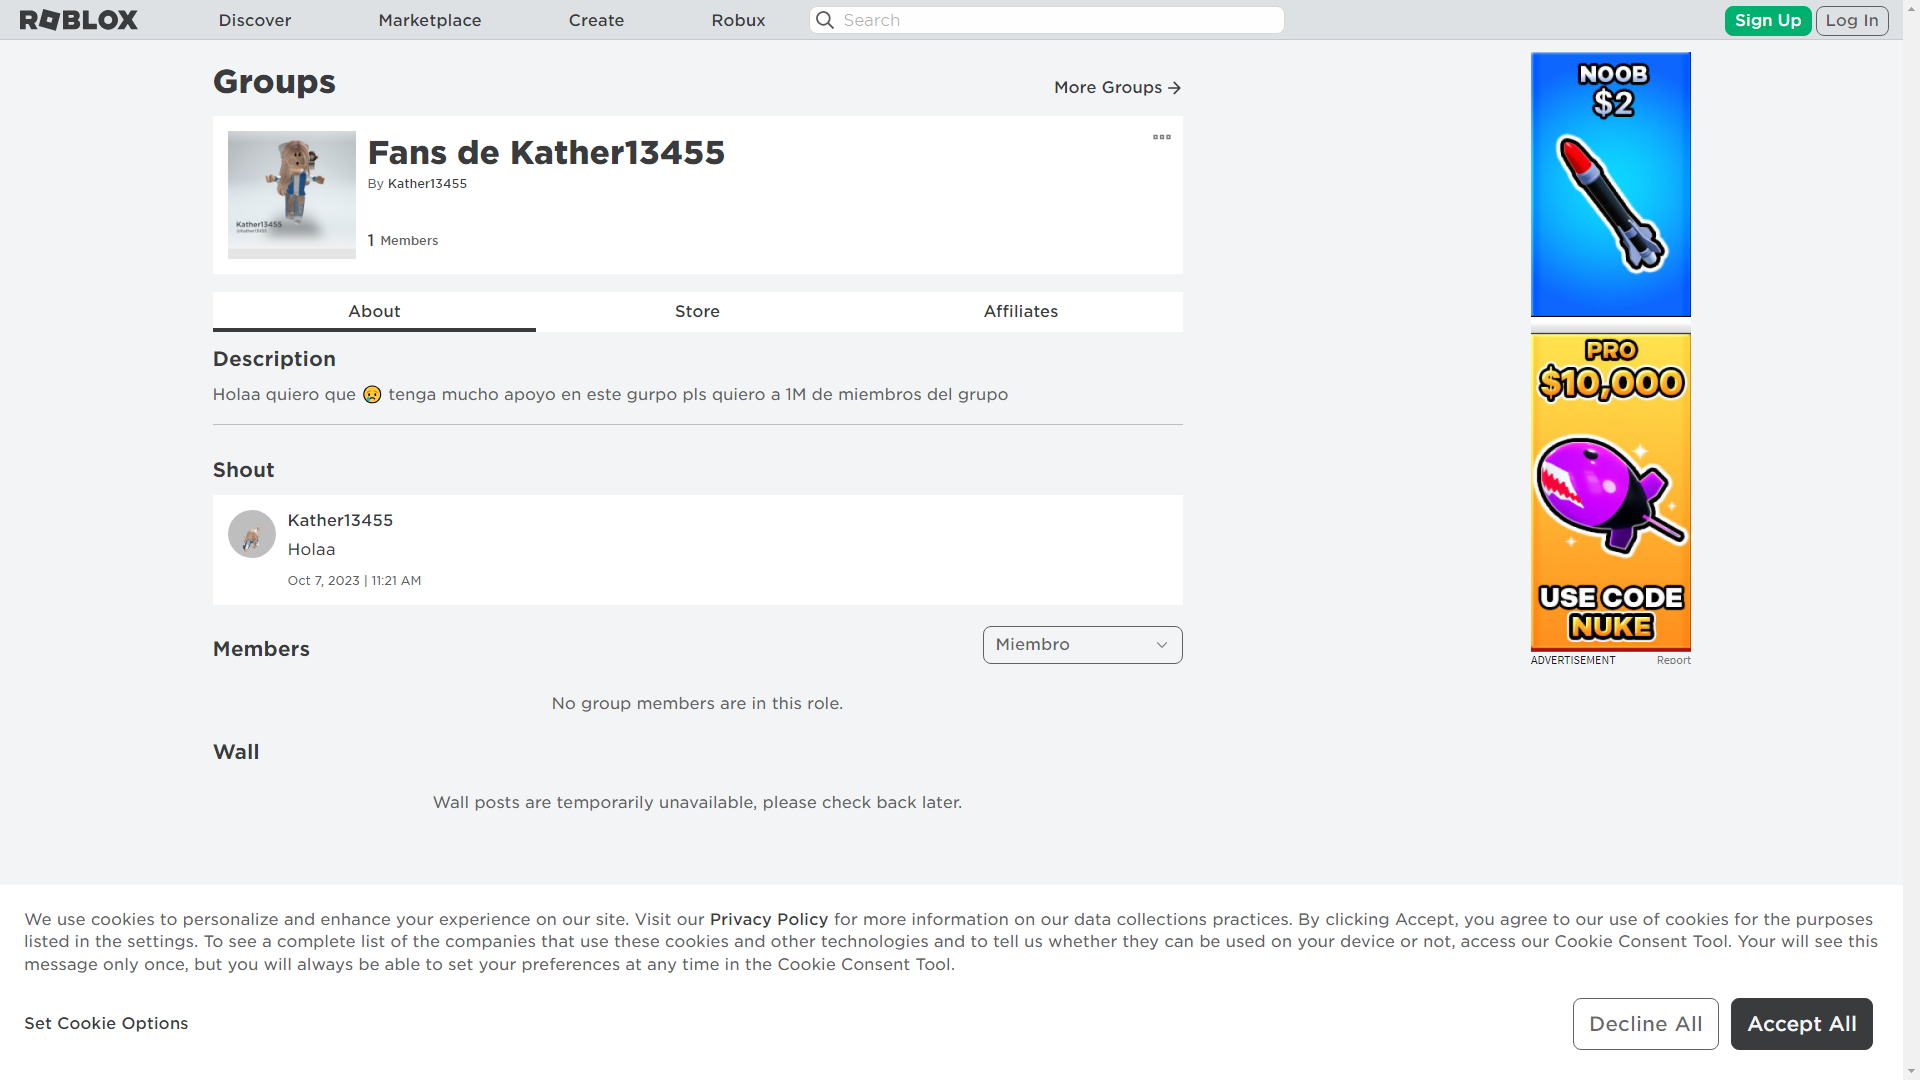 ROBLOX
Discover
Marketplace
Create
Robux
Search
Sign Up
Log In
Groups
More Groups
Fans de Kather13455
By Kather13455
1 Members
Kather13455
@Kather13455
About
Store
Affiliates
Description
Holaa quiero que 😥 tenga mucho apoyo en este gurpo pls quiero a 1M de miembros del grupo
Shout
Kather13455
Holaa
Oct 7, 2023 | 11:21 AM
Members
Miembro
No group members are in this role.
Wall
Wall posts are temporarily unavailable, please check back later.
NOOB
$2
PRO
$10,000
USE CODE
NUKE
ADVERTISEMENT
Report
We use cookies to personalize and enhance your experience on our site. Visit our Privacy Policy for more information on our data collections practices. By clicking Accept, you agree to our use of cookies for the purposes
listed in the settings. To see a complete list of the companies that use these cookies and other technologies and to tell us whether they can be used on your device or not, access our Cookie Consent Tool. Your will see this
message only once, but you will always be able to set your preferences at any time in the Cookie Consent Tool.
Set Cookie Options
Decline All
Accept All